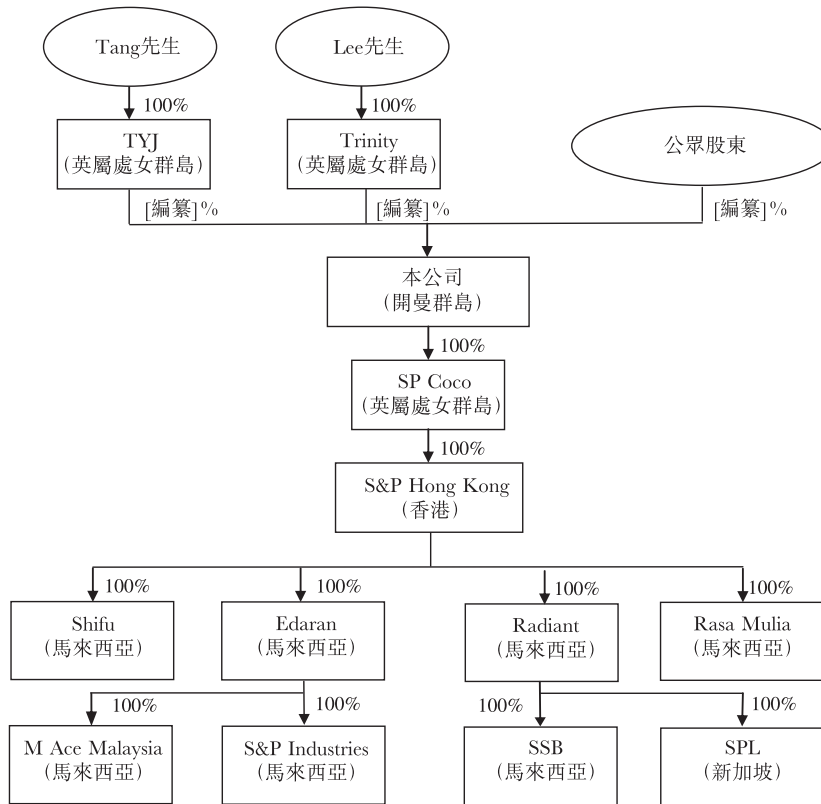 Tang先生
Lee先生
100%
100%
TYJ
(英屬處女群島)
Trinity
(英屬處女群島)
公眾股東
[編纂]%
[編纂]%
[編纂]%
本公司
(開曼群島)
100%
SP Coco
(英屬處女群島)
100%
S&P Hong Kong
(香港)
100%
100%
100%
100%
Shifu
(馬來西亞)
Edaran
(馬來西亞)
Radiant
(馬來西亞)
Rasa Mulia
(馬來西亞)
100%
100%
100%
100%
M Ace Malaysia
(馬來西亞)
S&P Industries
(馬來西亞)
SSB
(馬來西亞)
SPL
(新加坡)